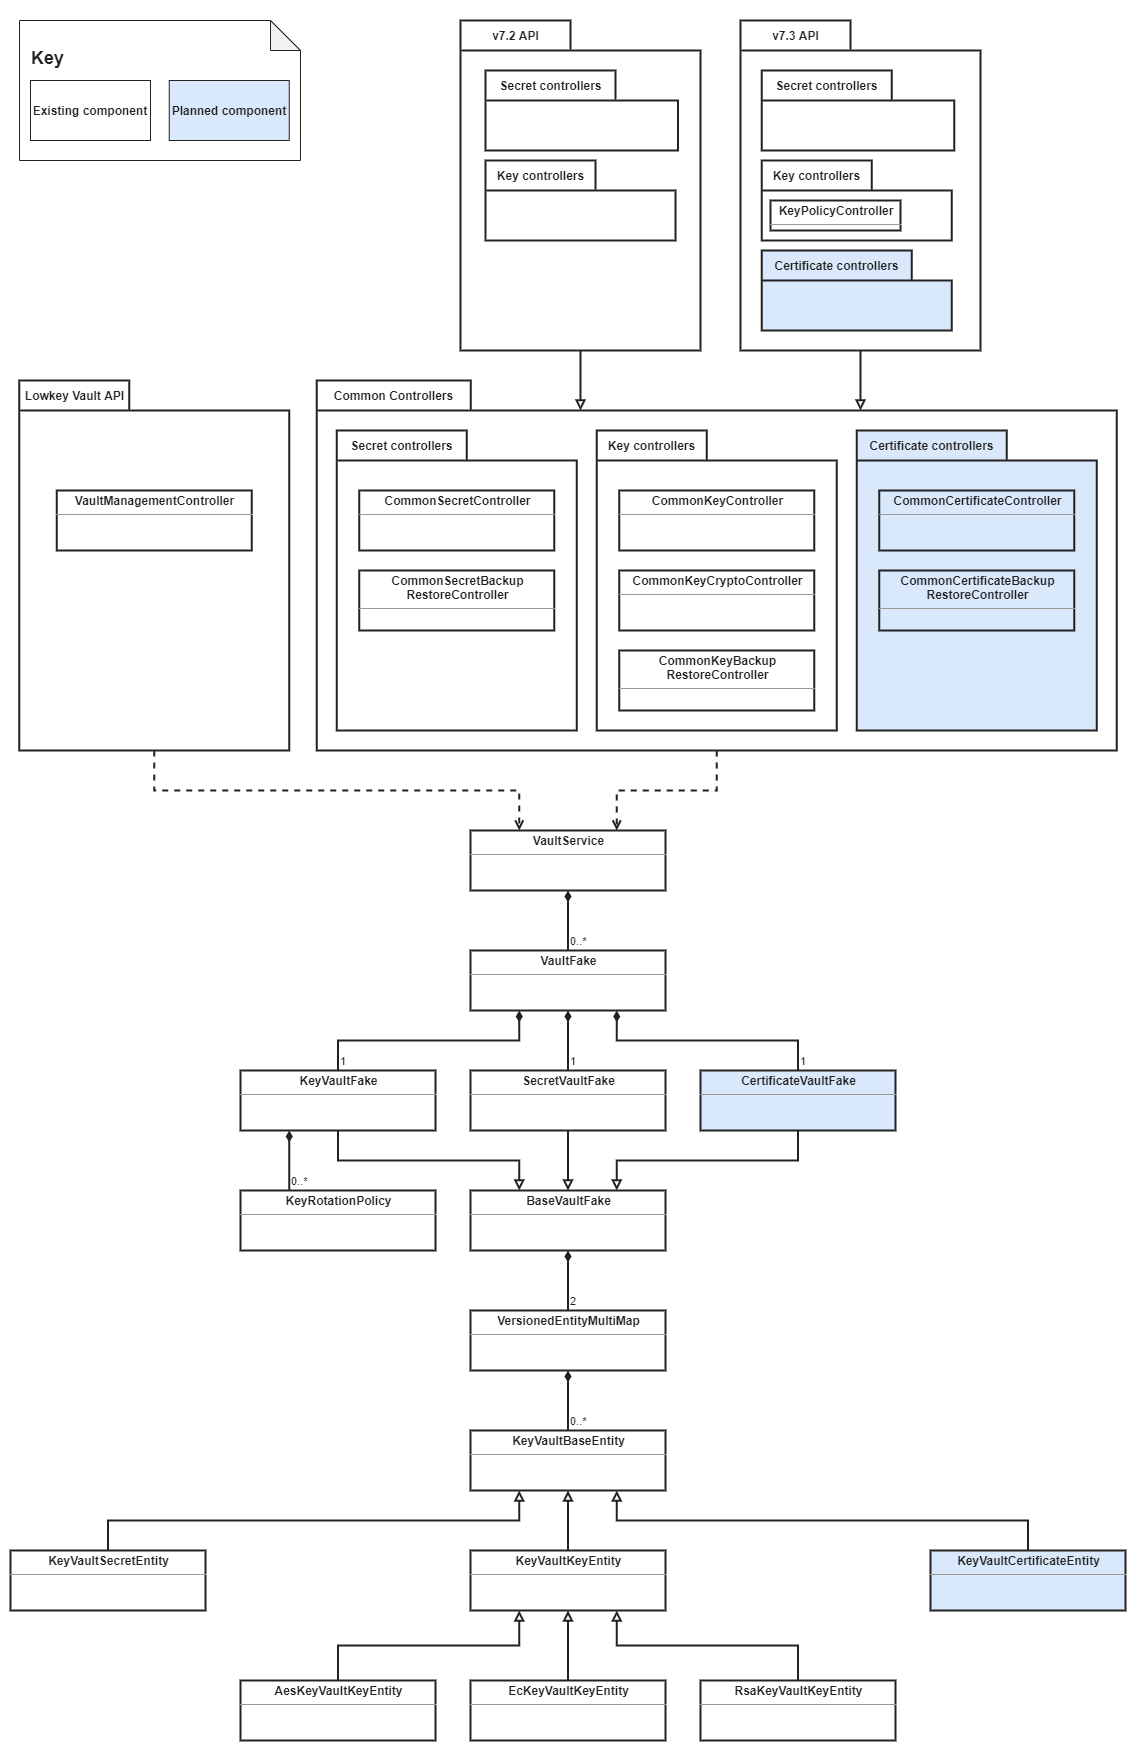 Key
Existing component
Planned component
v7.2 API
Secret controllers
Key controllers
v7.3 API
Secret controllers
Key controllers
KeyPolicyController
Certificate controllers
Lowkey Vault API
VaultManagementController
Common Controllers
Secret controllers
CommonSecretController
CommonSecretBackup
RestoreController
Key controllers
CommonKeyController
CommonKeyCryptoController
CommonKeyBackup
RestoreController
Certificate controllers
CommonCertificateController
CommonCertificateBackup
RestoreController
VaultService
0..*
VaultFake
1
1
1
KeyVaultFake
SecretVaultFake
CertificateVaultFake
0..*
KeyRotationPolicy
BaseVaultFake
2
VersionedEntityMultiMap
0..*
KeyVaultBaseEntity
KeyVaultSecretEntity
KeyVaultKeyEntity
KeyVaultCertificateEntity
AesKeyVaultKeyEntity
EcKeyVaultKeyEntity
RsaKeyVaultKeyEntity